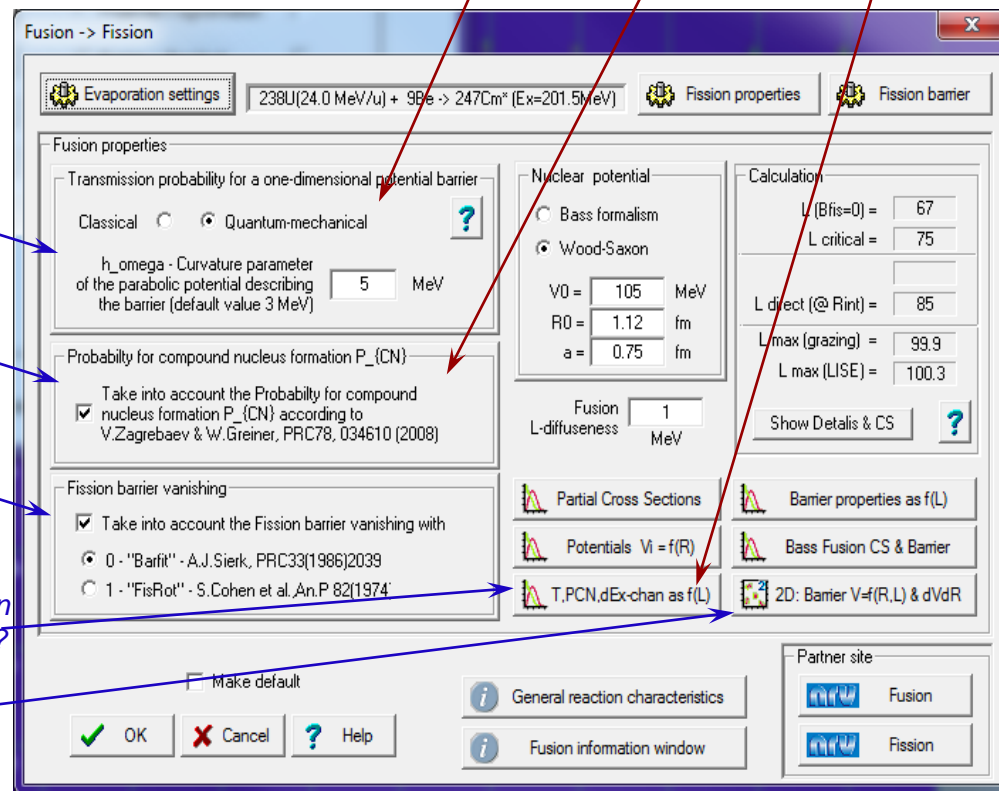 Fusion -> Fission
x
Evaporation settings
238U(24.0 MeV/u) + 9Be -> 247Cm* (Ex=201.5MeV)
Fission properties
Fission barrier
Fusion properties
Transmission probability for a one-dimensional potential barrier
Classical
Quantum-mechanical
?
h_omega - Curvature parameter
of the parabolic potential describing
the barrier (default value 3 MeV)
5 MeV
Probabilty for compound nucleus formation P_{CN}
Take into account the Probabilty for compound
nucleus formation P_{CN} according to
V.Zagrebaev & W.Greiner, PRC78, 034610 (2008)
Fission barrier vanishing
Take into account the Fission barrier vanishing with
0 - "Barfit" - A.J.Sierk, PRC33(1986)2039
1 - "FisRot" - S.Cohen et al.,An.P 82(1974)
Nuclear potential
Bass formalism
Wood-Saxon
V0 = 105 MeV
R0 = 1.12 fm
a = 0.75 fm
Fusion
L-diffuseness
1
MeV
Calculation
L (Bfis=0) = 67
L critical = 75
L direct (@ Rint) = 85
L max (grazing) = 99.9
L max (LISE) = 100.3
Show Detalis & CS
?
Partial Cross Sections
Barrier properties as f(L)
Potentials Vi = f(R)
Bass Fusion CS & Barrier
T,PCN,dEx-chan as f(L)
2D: Barrier V=f(R,L) & dVdR
n
?
Make default
OK
Cancel
? Help
i General reaction characteristics
i Fusion information window
Partner site
nrv Fusion
nrv Fission